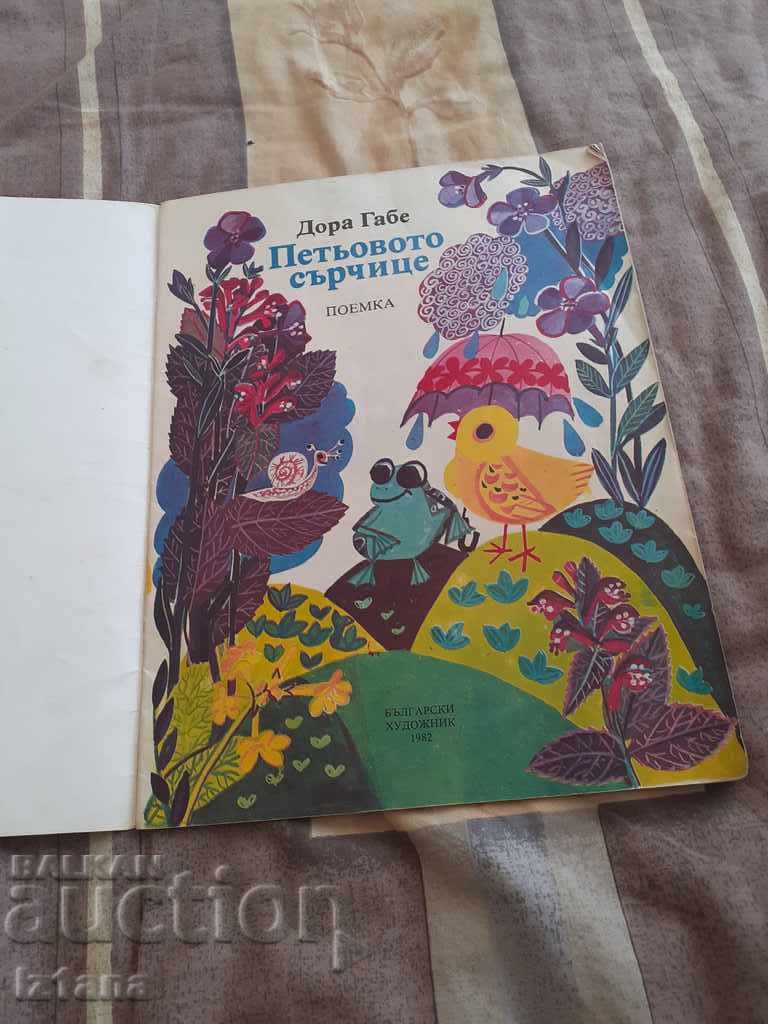 Дора Габе
Петьовото
сърчице
ПОЕМКА
БЪЛГАРСКИ
ХУДОЖНИК
1982
BALKAN
auction
iztana